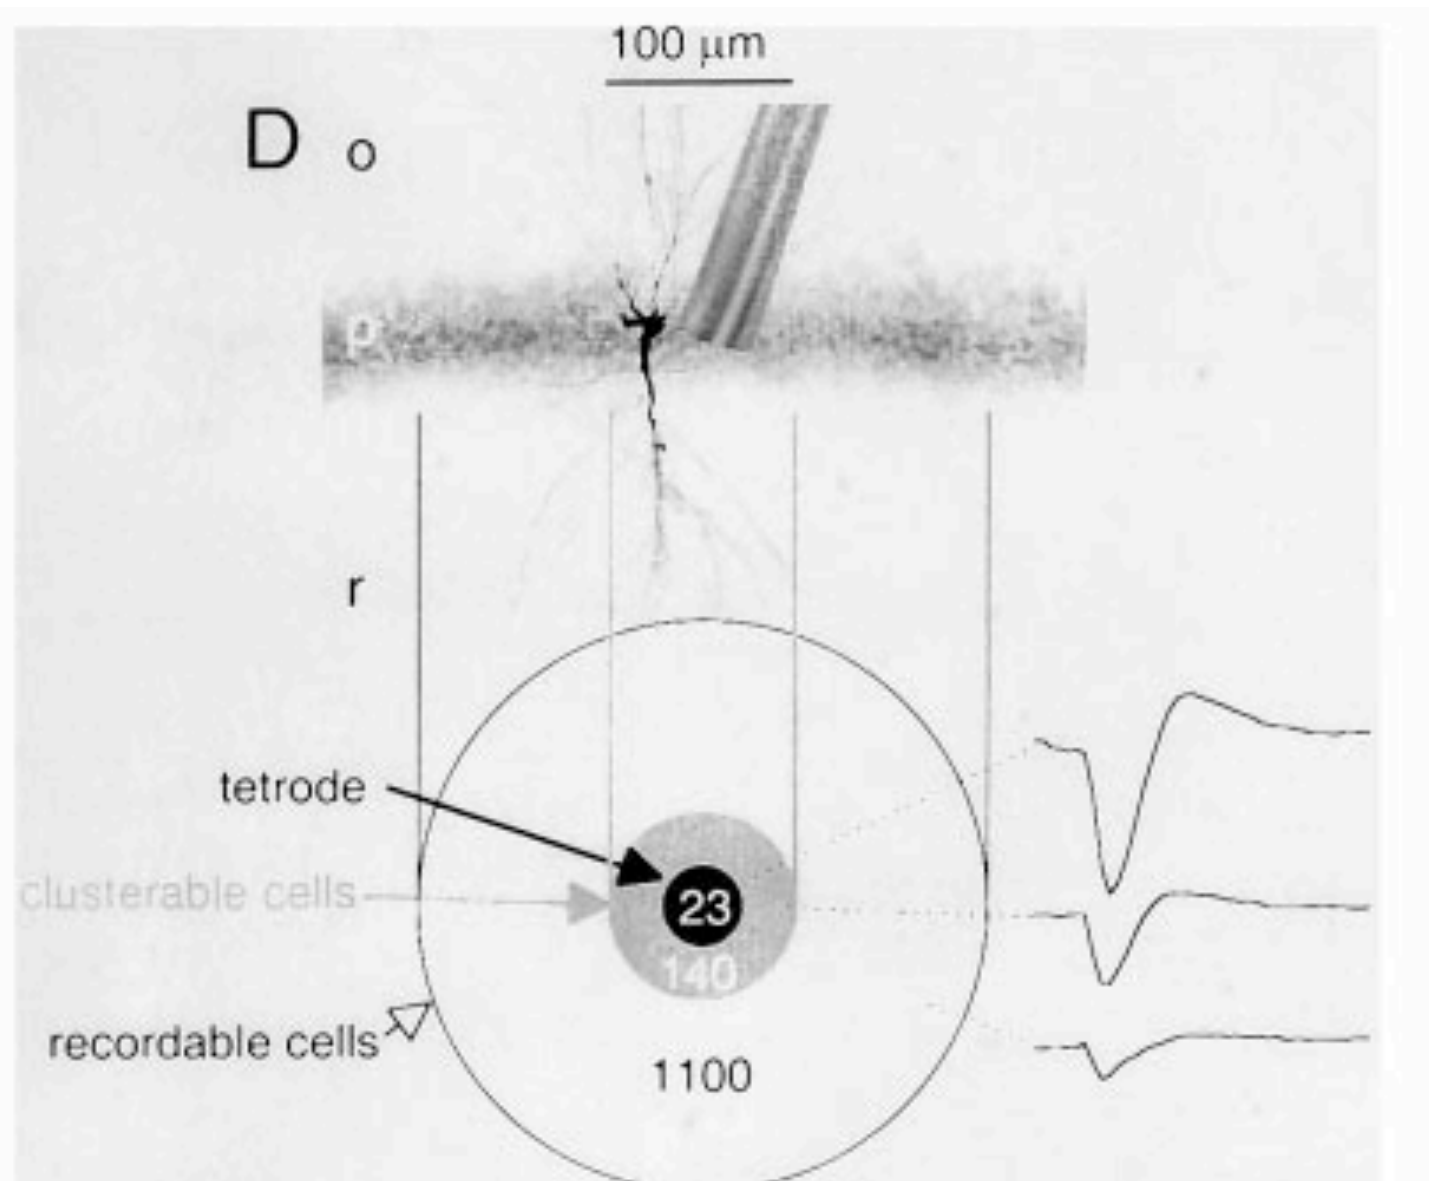 100 μm
D o
p
r
tetrode
clusterable cells
23
140
recordable cells
1100